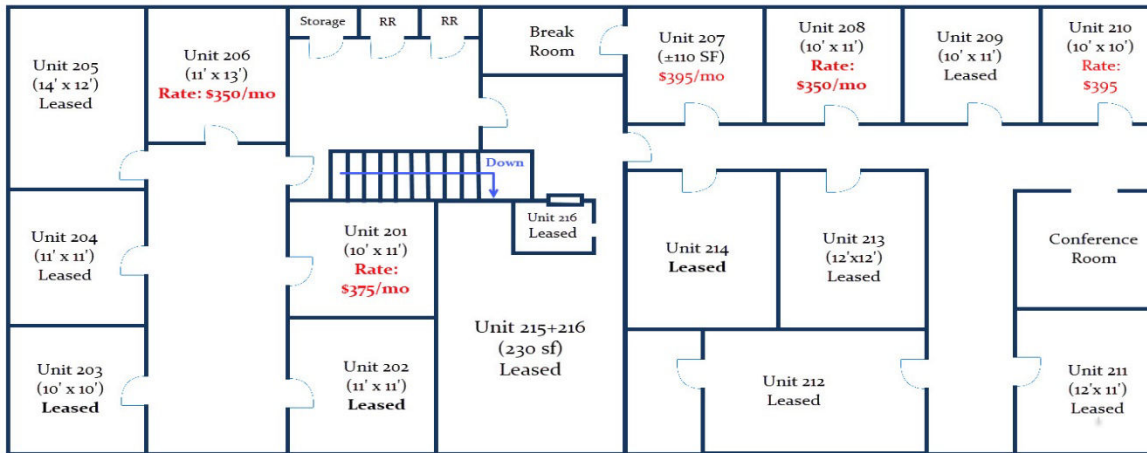 Storage
RR
RR
Break
Room
Unit 205
(14' x 12')
Leased
Unit 206
(11' x 13')
Rate: $350/mo
Unit 207
(±110 SF)
$395/mo
Unit 208
(10' x 11')
Rate:
$350/mo
Unit 209
(10' x 11')
Leased
Unit 210
(10' x 10')
Rate:
$395
Down
Unit 204
(11' x 11')
Leased
Unit 201
(10' x 11')
Rate:
$375/mo
Unit 216
Leased
Unit 214
Leased
Unit 213
(12'x12')
Leased
Conference
Room
Unit 203
(10' x 10')
Leased
Unit 202
(11' x 11')
Leased
Unit 215+216
(230 sf)
Leased
Unit 212
Leased
Unit 211
(12'x 11')
Leased